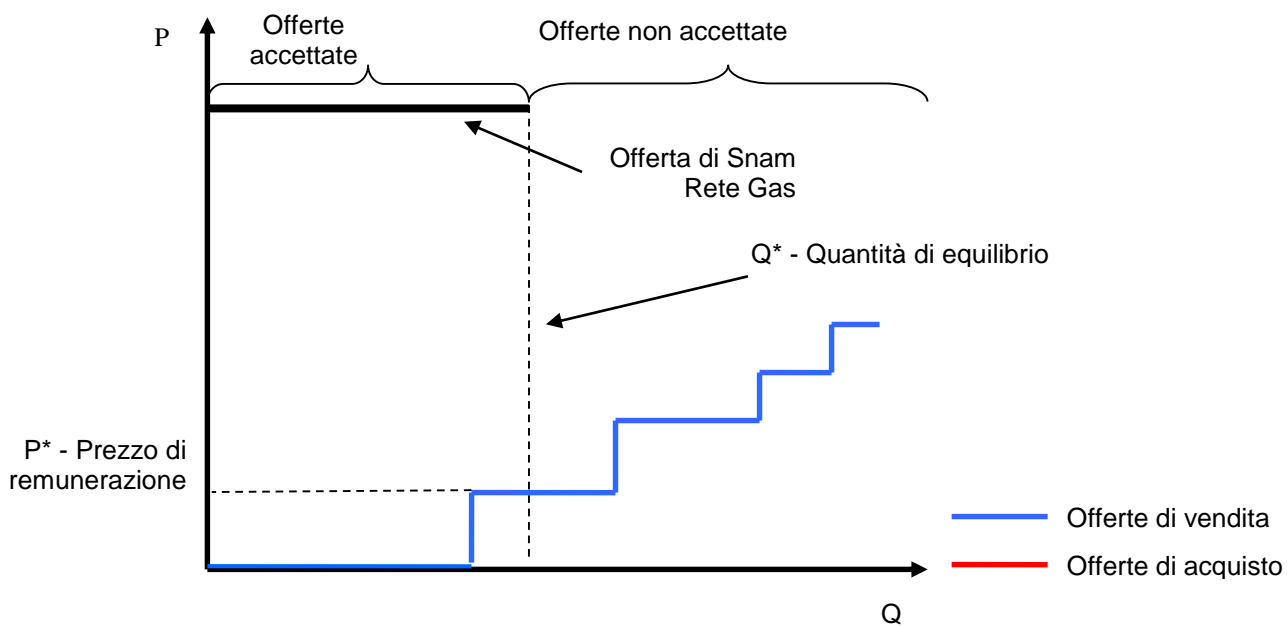 P
Offerte
accettate
Offerte non accettate
Offerta di Snam
Rete Gas
Q* - Quantità di equilibrio
P* - Prezzo di
remunerazione
Offerte di vendita
Offerte di acquisto
Q